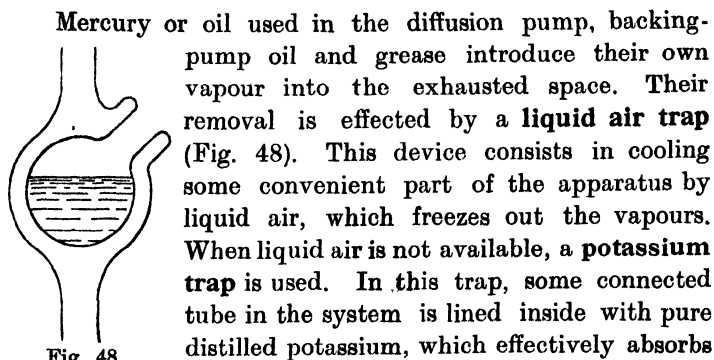 Mercury or oil used in the diffusion pump, backing-
pump oil and grease introduce their own
vapour into the exhausted space. Their
removal is effected by a liquid air trap
(Fig. 48). This device consists in cooling
some convenient part of the apparatus by
liquid air, which freezes out the vapours.
When liquid air is not available, a potassium
trap is used. In this trap, some connected
tube in the system is lined inside with pure
distilled potassium, which effectively absorbs
Fig. 48